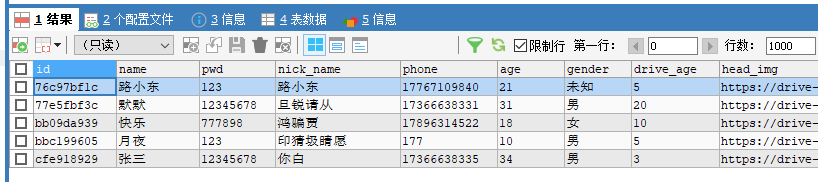 1 结果 2 个配置文件 3 信息 4 表数据 5 信息
（只读） 限制行 第一行: 0 行数: 1000
id name pwd nick_name phone age gender drive_age head_img
76c97bf1c 路小东 123 路小东 17767109840 21 未知 5 https://drive-
77e5fbf3c 默默 12345678 旦锐请从 17366638331 31 男 20 https://drive-
bb09da939 快乐 777898 鸿骗贾 17896314522 18 女 10 https://drive-
bbc199605 月夜 123 印猜圾睛愿 177 10 男 5 https://drive-
cfe918929 张三 12345678 你白 17366638335 34 男 3 https://drive-